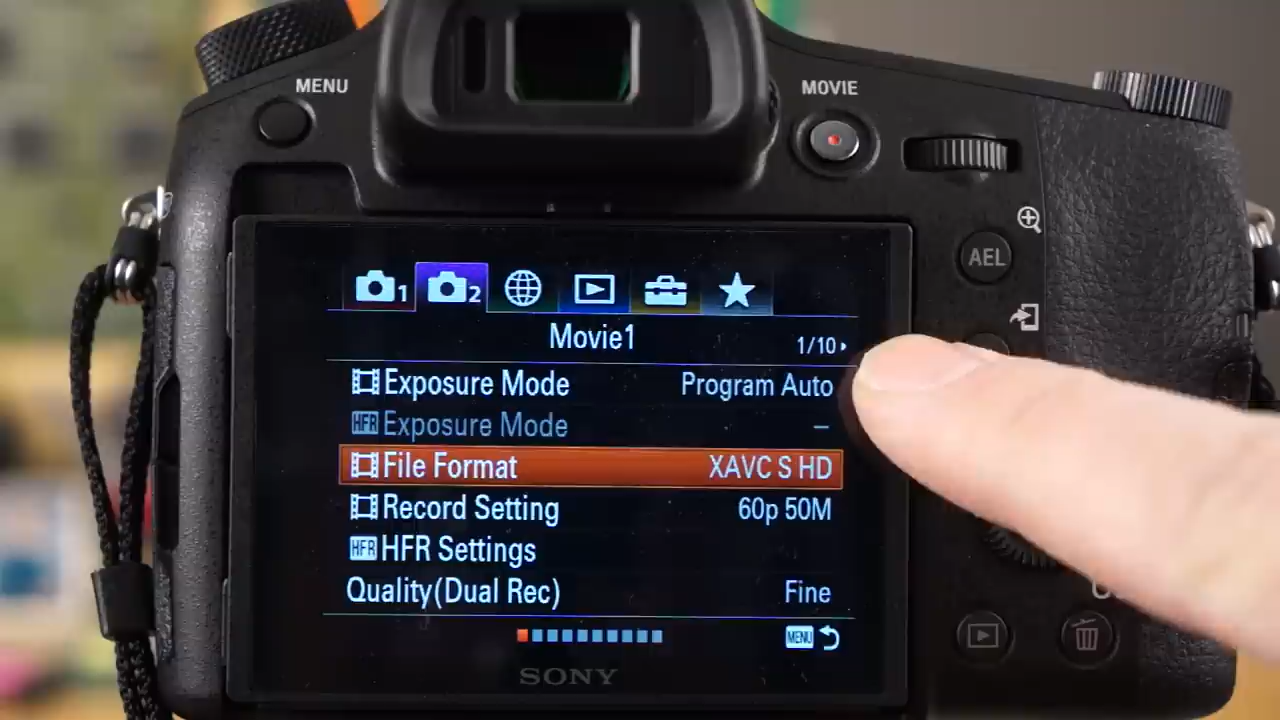 MENU
MOVIE
AEL
1
2
Movie1
1/10
Exposure Mode Program Auto
HFR Exposure Mode –
File Format XAVC S HD
Record Setting 60p 50M
HFR HFR Settings
Quality(Dual Rec) Fine
MENU
SONY